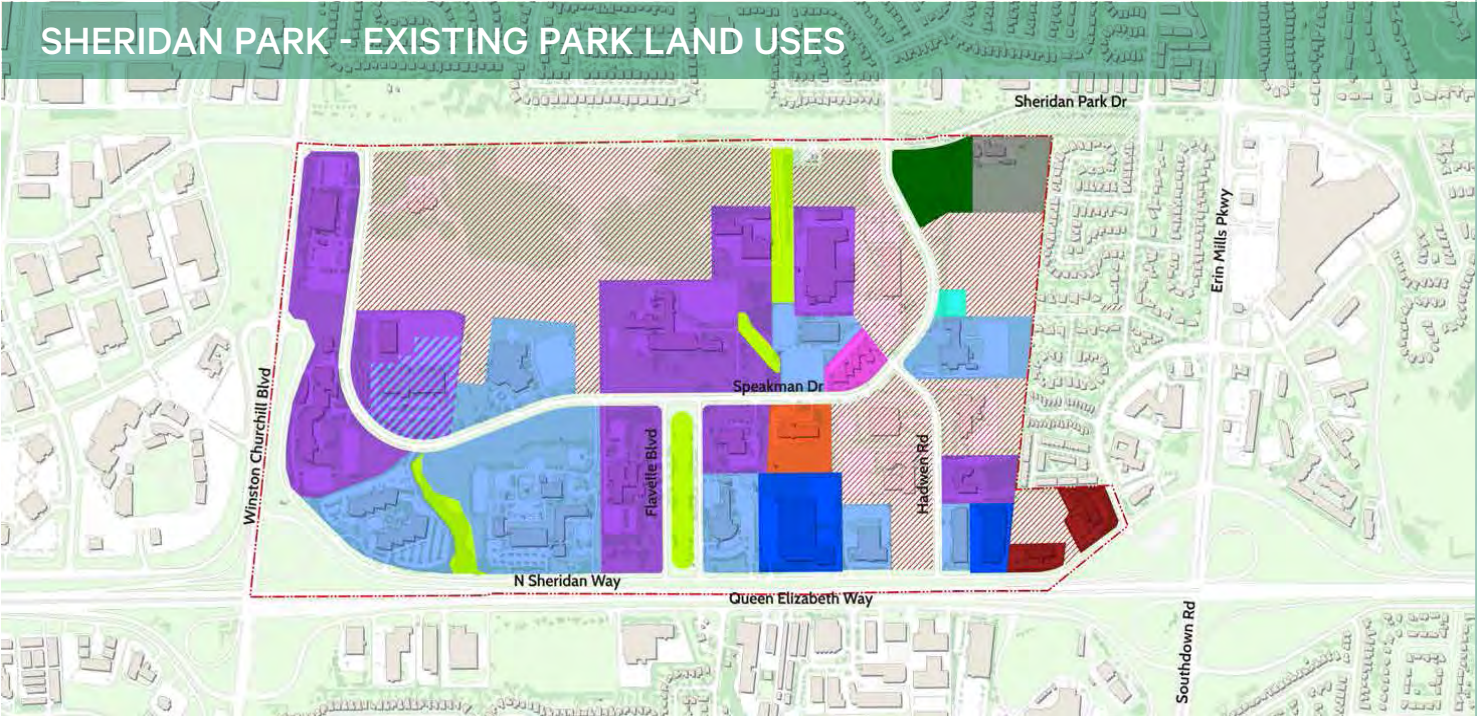 SHERIDAN PARK - EXISTING PARK LAND USES
Sheridan Park Dr
Erin Mills Pkwy
Speakman Dr
Winston Churchill Blvd
Flavelle Blvd
Hadwen Rd
N Sheridan Way
Queen Elizabeth Way
Southdown Rd